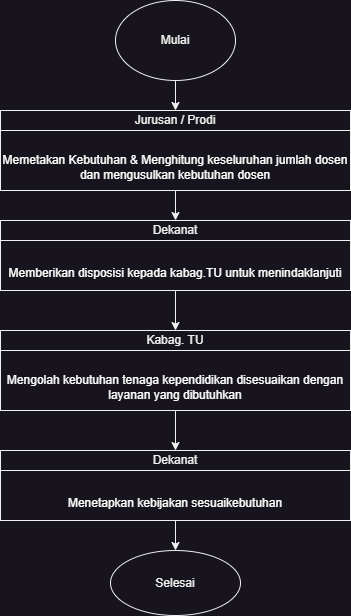 Mulai
Jurusan / Prodi
Memetakan Kebutuhan & Menghitung keseluruhan jumlah dosen
dan mengusulkan kebutuhan dosen
Dekanat
Memberikan disposisi kepada kabag.TU untuk menindaklanjuti
Kabag. TU
Mengolah kebutuhan tenaga kependidikan disesuaikan dengan
layanan yang dibutuhkan
Dekanat
Menetapkan kebijakan sesuaikebutuhan
Selesai